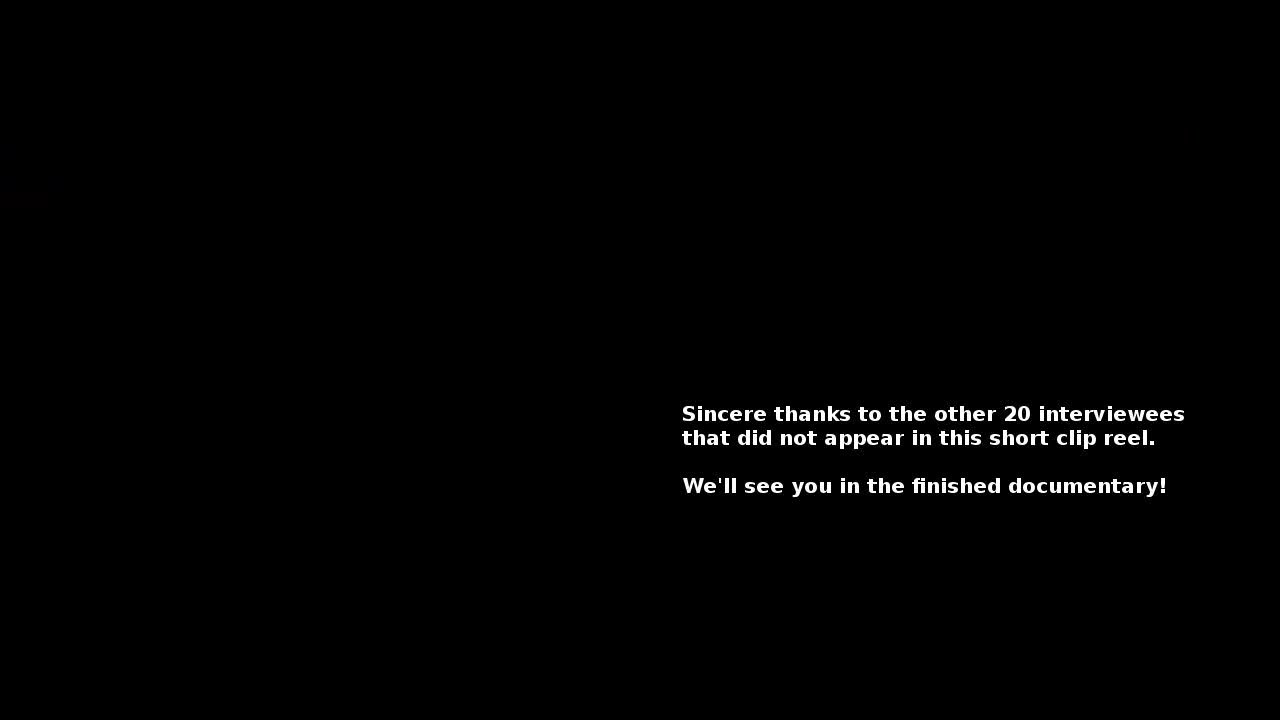 Sincere thanks to the other 20 interviewees
that did not appear in this short clip reel.
We'll see you in the finished documentary!